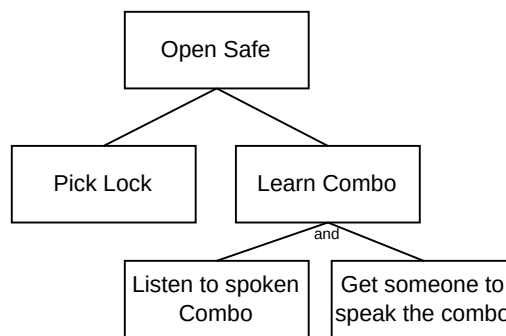 Open Safe
Pick Lock
Learn Combo
and
Listen to spoken
Combo
Get someone to
speak the combo